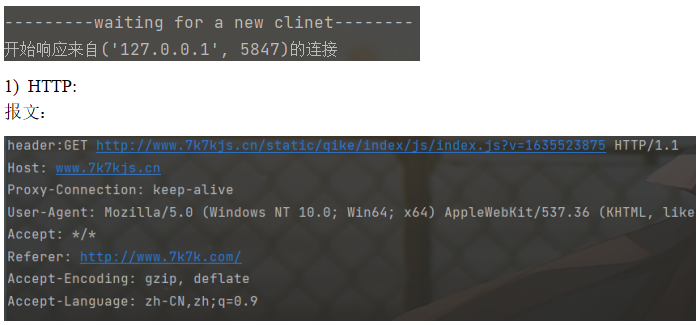 ---------waiting for a new clinet--------
开始响应来自('127.0.0.1', 5847)的连接
1) HTTP:
报文：
header:GET http://www.7k7kjs.cn/static/qike/index/js/index.js?v=1635523875 HTTP/1.1
Host: www.7k7kjs.cn
Proxy-Connection: keep-alive
User-Agent: Mozilla/5.0 (Windows NT 10.0; Win64; x64) AppleWebKit/537.36 (KHTML, like
Accept: */*
Referer: http://www.7k7k.com/
Accept-Encoding: gzip, deflate
Accept-Language: zh-CN,zh;q=0.9